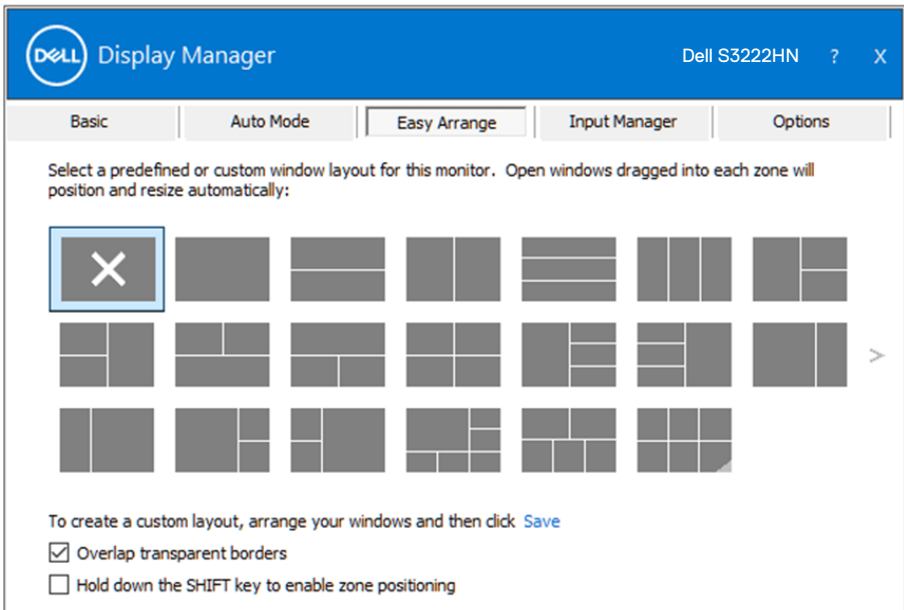 DELL Display Manager Dell S3222HN ? X
Basic Auto Mode Easy Arrange Input Manager Options
Select a predefined or custom window layout for this monitor. Open windows dragged into each zone will
position and resize automatically:
>
To create a custom layout, arrange your windows and then click Save
Overlap transparent borders
Hold down the SHIFT key to enable zone positioning